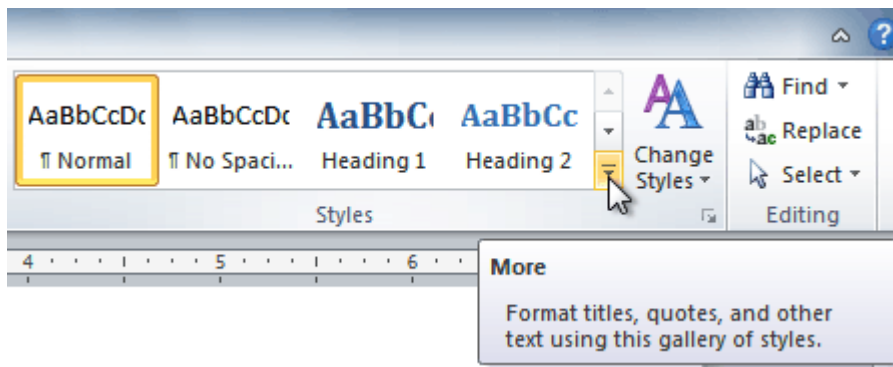 ?
AaBbCcDc AaBbCcDc AaBbC AaBbCc
¶ Normal ¶ No Spaci... Heading 1 Heading 2
Change
Styles
Find
Replace
Select
Styles
Editing
4 5 6
More
Format titles, quotes, and other
text using this gallery of styles.